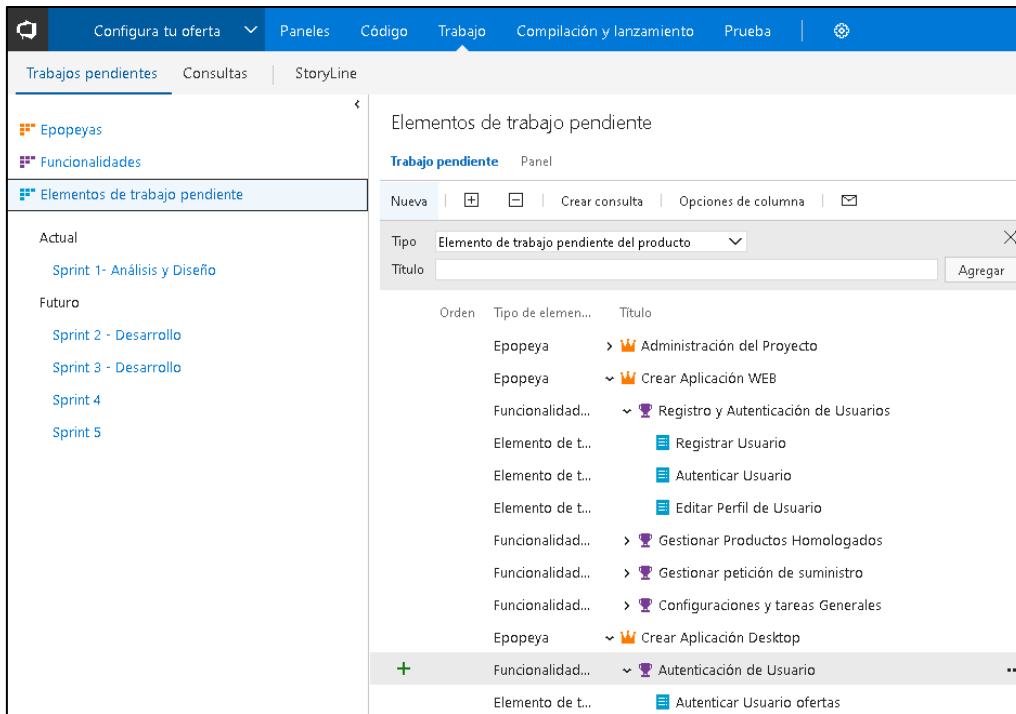 Configura tu oferta Paneles Código Trabajo Compilación y lanzamiento Prueba
Trabajos pendientes Consultas StoryLine
Epopeyas
Funcionalidades
Elementos de trabajo pendiente
Actual
Sprint 1- Análisis y Diseño
Futuro
Sprint 2 - Desarrollo
Sprint 3 - Desarrollo
Sprint 4
Sprint 5
Elementos de trabajo pendiente
Trabajo pendiente Panel
Nueva Crear consulta Opciones de columna
Tipo Elemento de trabajo pendiente del producto
Título Agregar
Orden Tipo de elemen... Título
Epopeya Administración del Proyecto
Epopeya Crear Aplicación WEB
Funcionalidad... Registro y Autenticación de Usuarios
Elemento de t... Registrar Usuario
Elemento de t... Autenticar Usuario
Elemento de t... Editar Perfil de Usuario
Funcionalidad... Gestionar Productos Homologados
Funcionalidad... Gestionar petición de suministro
Funcionalidad... Configuraciones y tareas Generales
Epopeya Crear Aplicación Desktop
Funcionalidad... Autenticación de Usuario
Elemento de t... Autenticar Usuario ofertas